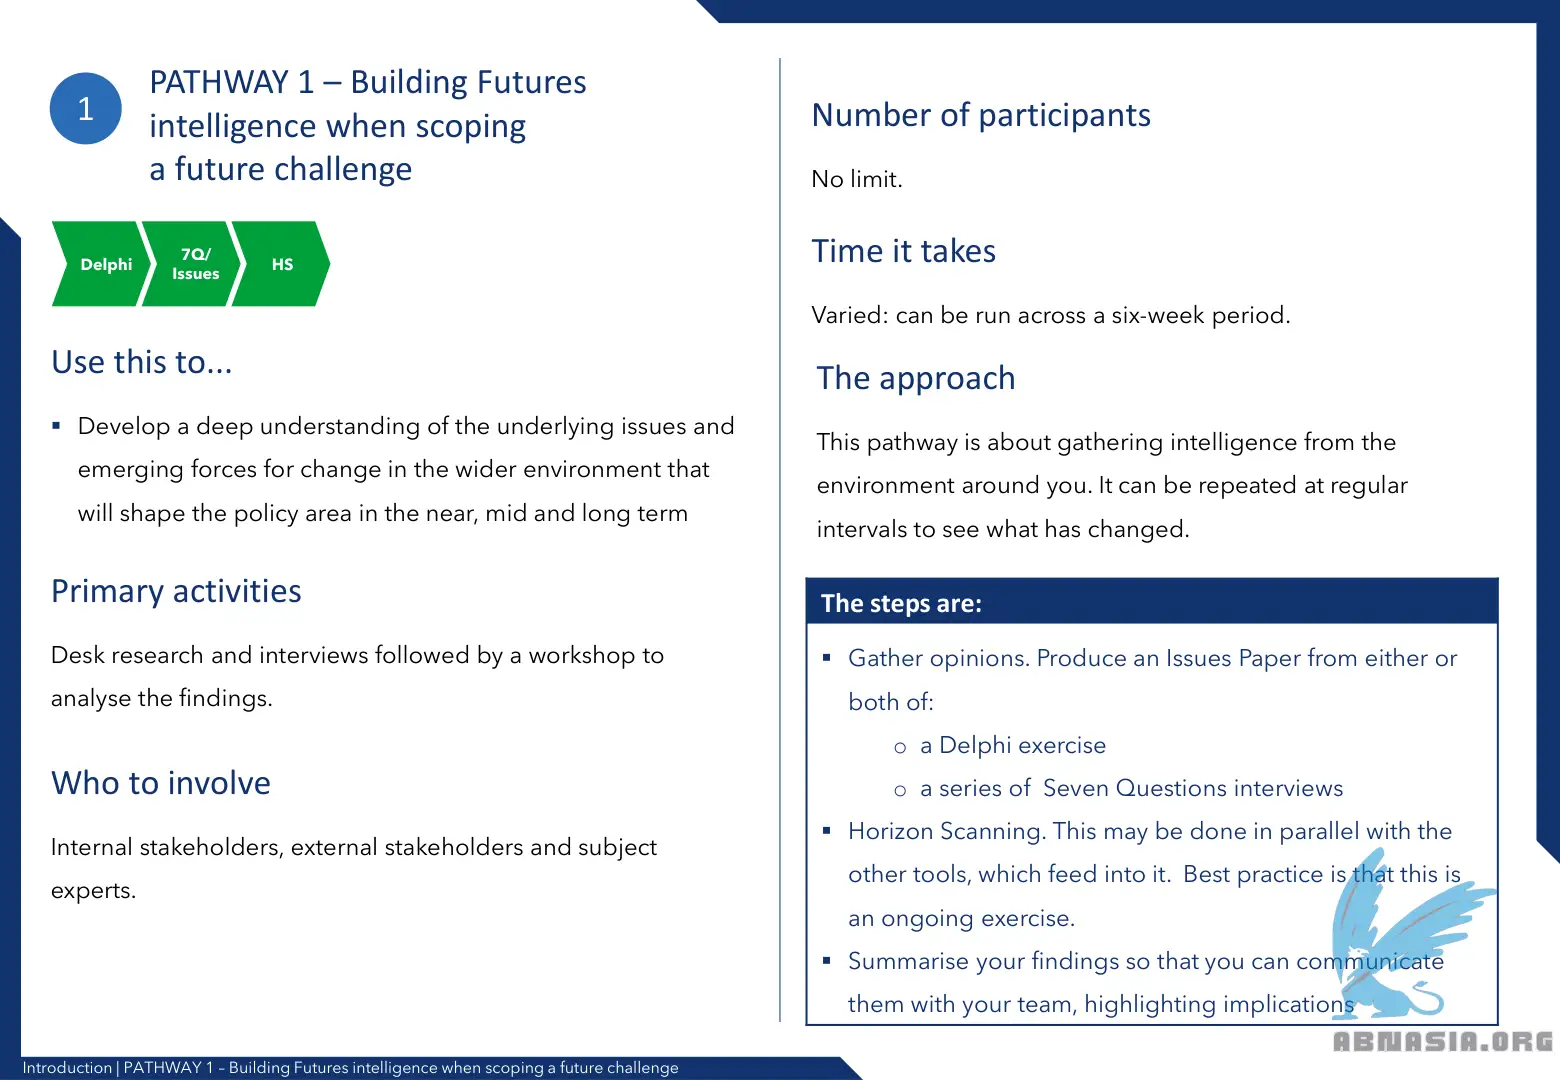 1
PATHWAY 1 – Building Futures
intelligence when scoping
a future challenge
Delphi
7Q/
Issues
HS
Use this to...
▪ Develop a deep understanding of the underlying issues and
emerging forces for change in the wider environment that
will shape the policy area in the near, mid and long term
Primary activities
Desk research and interviews followed by a workshop to
analyse the findings.
Who to involve
Internal stakeholders, external stakeholders and subject
experts.
Number of participants
No limit.
Time it takes
Varied: can be run across a six-week period.
The approach
This pathway is about gathering intelligence from the
environment around you. It can be repeated at regular
intervals to see what has changed.
The steps are:
▪ Gather opinions. Produce an Issues Paper from either or
both of:
o a Delphi exercise
o a series of Seven Questions interviews
▪ Horizon Scanning. This may be done in parallel with the
other tools, which feed into it. Best practice is that this is
an ongoing exercise.
▪ Summarise your findings so that you can communicate
them with your team, highlighting implications
ABNASIA.ORG
Introduction | PATHWAY 1 – Building Futures intelligence when scoping a future challenge